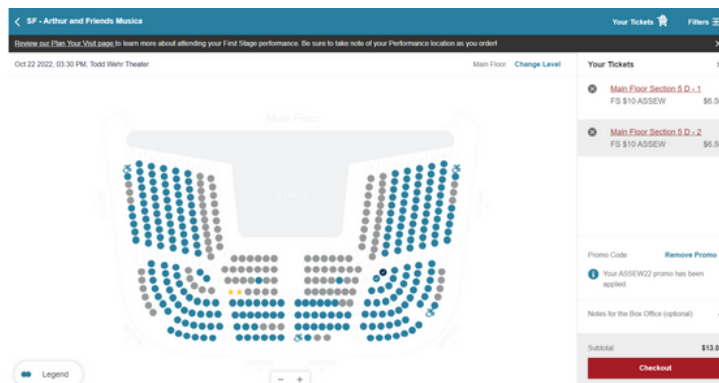 SF - Arthur and Friends Musica
Your Tickets
Filters
Review our Plan Your Visit page to learn more about attending your First Stage performance. Be sure to take note of your Performance location as you order!
Oct 22 2022, 03:30 PM, Todd Wehr Theater
Main Floor Change Level
Main Floor
STAGE
Legend
- +
Your Tickets
Main Floor Section 5 D - 1
FS $10 ASSEW $6.5
Main Floor Section 5 D - 2
FS $10 ASSEW $6.5
Promo Code Remove Promo
Your ASSEW22 promo has been
applied.
Notes for the Box Office (optional)
Subtotal $13.0
Checkout